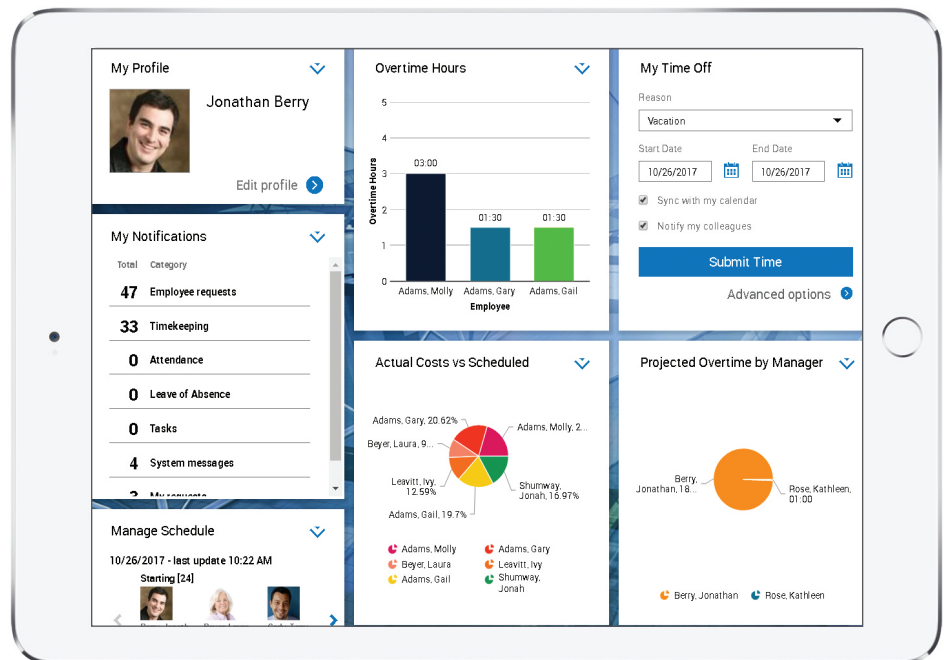 My Profile
Jonathan Berry
Edit profile
My Notifications
Total Category
47 Employee requests
33 Timekeeping
0 Attendance
0 Leave of Absence
0 Tasks
4 System messages
My requests
Manage Schedule
10/26/2017 - last update 10:22 AM
Starting [24]
Overtime Hours
5
4
3
2
1
0
Overtime Hours
03:00
01:30
01:30
Adams, Molly
Adams, Gary
Adams, Gail
Employee
Actual Costs vs Scheduled
Adams, Gary, 20.62%
Adams, Molly, 2...
Beyer, Laura, 9...
Leavitt, Ivy,
12.59%
Shumway,
Jonah, 16.97%
Adams, Gail, 19.7%
Adams, Molly
Adams, Gary
Beyer, Laura
Leavitt, Ivy
Adams, Gail
Shumway,
Jonah
My Time Off
Reason
Vacation
Start Date
End Date
10/26/2017
10/26/2017
Sync with my calendar
Notify my colleagues
Submit Time
Advanced options
Projected Overtime by Manager
Berry,
Jonathan, 18...
Rose, Kathleen,
01:00
Berry, Jonathan
Rose, Kathleen